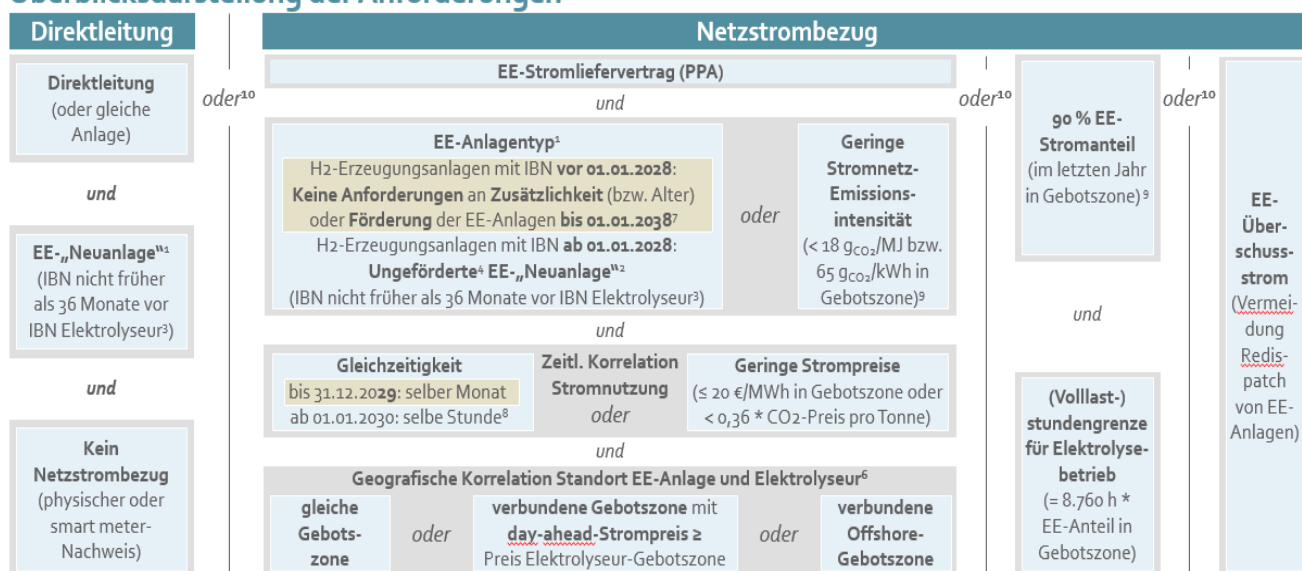 Überblicksdarstellung der Anforderungen
Direktleitung
Direktleitung
(oder gleiche
Anlage)
und
EE-„Neuanlage“¹
(IBN nicht früher
als 36 Monate vor
IBN Elektrolyseur³)
und
Kein
Netzstrombezug
(physischer oder
smart meter-
Nachweis)
oder¹⁰
Netzstrombezug
EE-Stromliefervertrag (PPA)
und
EE-Anlagentyp¹
H2-Erzeugungsanlagen mit IBN vor 01.01.2028:
Keine Anforderungen an Zusätzlichkeit (bzw. Alter)
oder Förderung der EE-Anlagen bis 01.01.2038⁷
H2-Erzeugungsanlagen mit IBN ab 01.01.2028:
Ungeförderte⁴ EE-„Neuanlage“²
(IBN nicht früher als 36 Monate vor IBN Elektrolyseur³)
oder
Geringe
Stromnetz-
Emissions-
intensität
(< 18 gCO2/MJ bzw.
65 gCO2/kWh in
Gebotszone)⁹
und
Gleichzeitigkeit
bis 31.12.2029: selber Monat
ab 01.01.2030: selbe Stunde⁸
Zeitl. Korrelation
Stromnutzung
oder
Geringe Strompreise
(≤ 20 €/MWh in Gebotszone oder
< 0,36 * CO2-Preis pro Tonne)
und
Geografische Korrelation Standort EE-Anlage und Elektrolyseur⁶
gleiche
Gebots-
zone
oder
verbundene Gebotszone mit
day-ahead-Strompreis ≥
Preis Elektrolyseur-Gebotszone
oder
verbundene
Offshore-
Gebotszone
oder¹⁰
90 % EE-
Stromanteil
(im letzten Jahr
in Gebotszone)⁹
und
(Volllast-)
stundengrenze
für Elektrolyse-
betrieb
(= 8.760 h *
EE-Anteil in
Gebotszone)
oder¹⁰
EE-
Über-
schuss-
strom
(Vermei-
dung
Redis-
patch
von EE-
Anlagen)